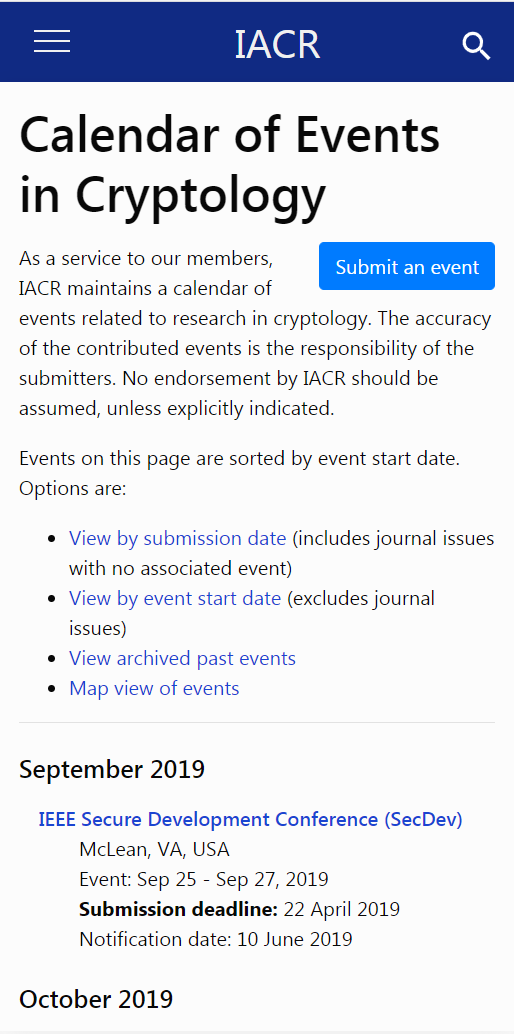 IACR
Calendar of Events
in Cryptology
As a service to our members,
Submit an event
IACR maintains a calendar of
events related to research in cryptology. The accuracy
of the contributed events is the responsibility of the
submitters. No endorsement by IACR should be
assumed, unless explicitly indicated.
Events on this page are sorted by event start date.
Options are:
View by submission date (includes journal issues
with no associated event)
View by event start date (excludes journal
issues)
View archived past events
Map view of events
September 2019
IEEE Secure Development Conference (SecDev)
McLean, VA, USA
Event: Sep 25 - Sep 27, 2019
Submission deadline: 22 April 2019
Notification date: 10 June 2019
October 2019